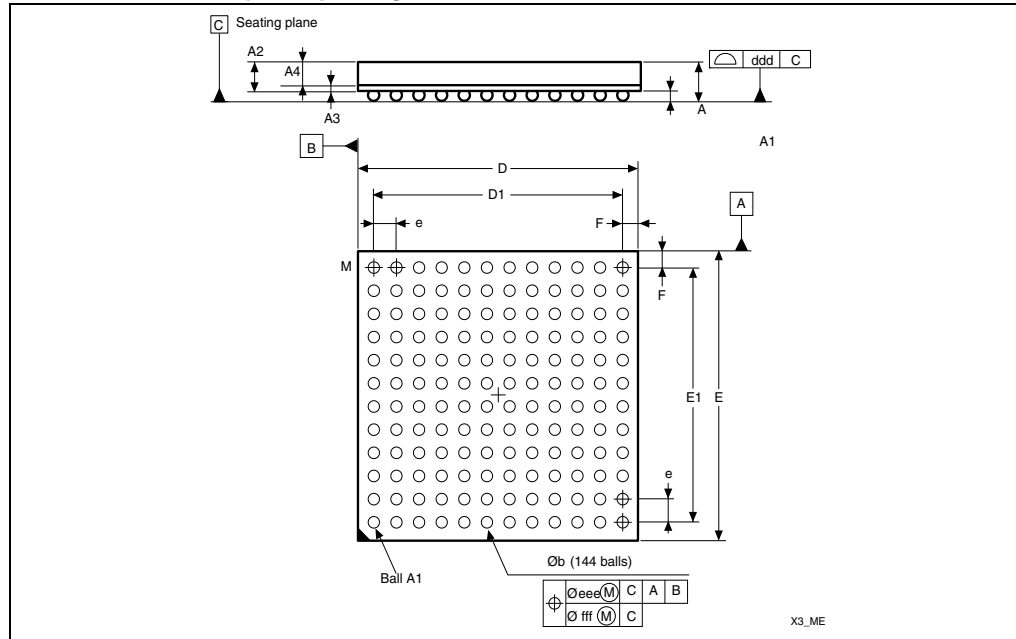 C Seating plane
A2
A4
ddd C
A3
A
A1
B
D
D1
A
e
F
M
F
E1 E
e
Ball A1
Øb (144 balls)
Øeee Ⓜ C A B
Ø fff Ⓜ C
X3_ME